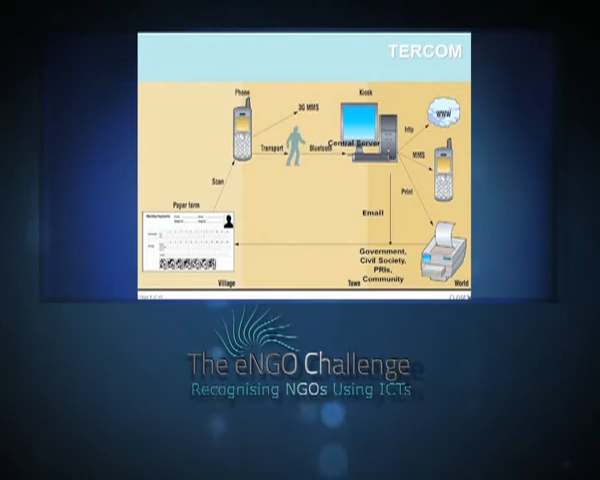 TERCOM
Phone
Kiosk
3G MMS
www
http
Central Server
Transport
Bluetooth
MMS
Scan
Print
Paper term
Email
Government,
Civil Society,
PRIs,
Community
Village
Town
World
The eNGO Challenge
Recognising NGOs Using ICTs